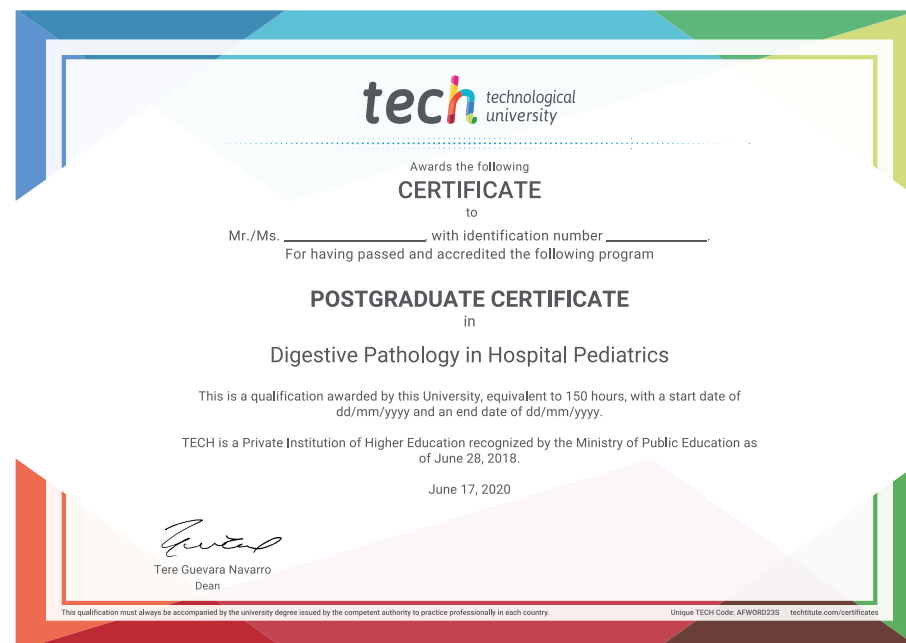 tech technological
university
Awards the following
CERTIFICATE
to
Mr./Ms. ________________, with identification number ____________.
For having passed and accredited the following program
POSTGRADUATE CERTIFICATE
in
Digestive Pathology in Hospital Pediatrics
This is a qualification awarded by this University, equivalent to 150 hours, with a start date of
dd/mm/yyyy and an end date of dd/mm/yyyy.
TECH is a Private Institution of Higher Education recognized by the Ministry of Public Education as
of June 28, 2018.
June 17, 2020
Tere Guevara Navarro
Dean
This qualification must always be accompanied by the university degree issued by the competent authority to practice professionally in each country. Unique TECH Code: AFWORD23S techtitute.com/certificates